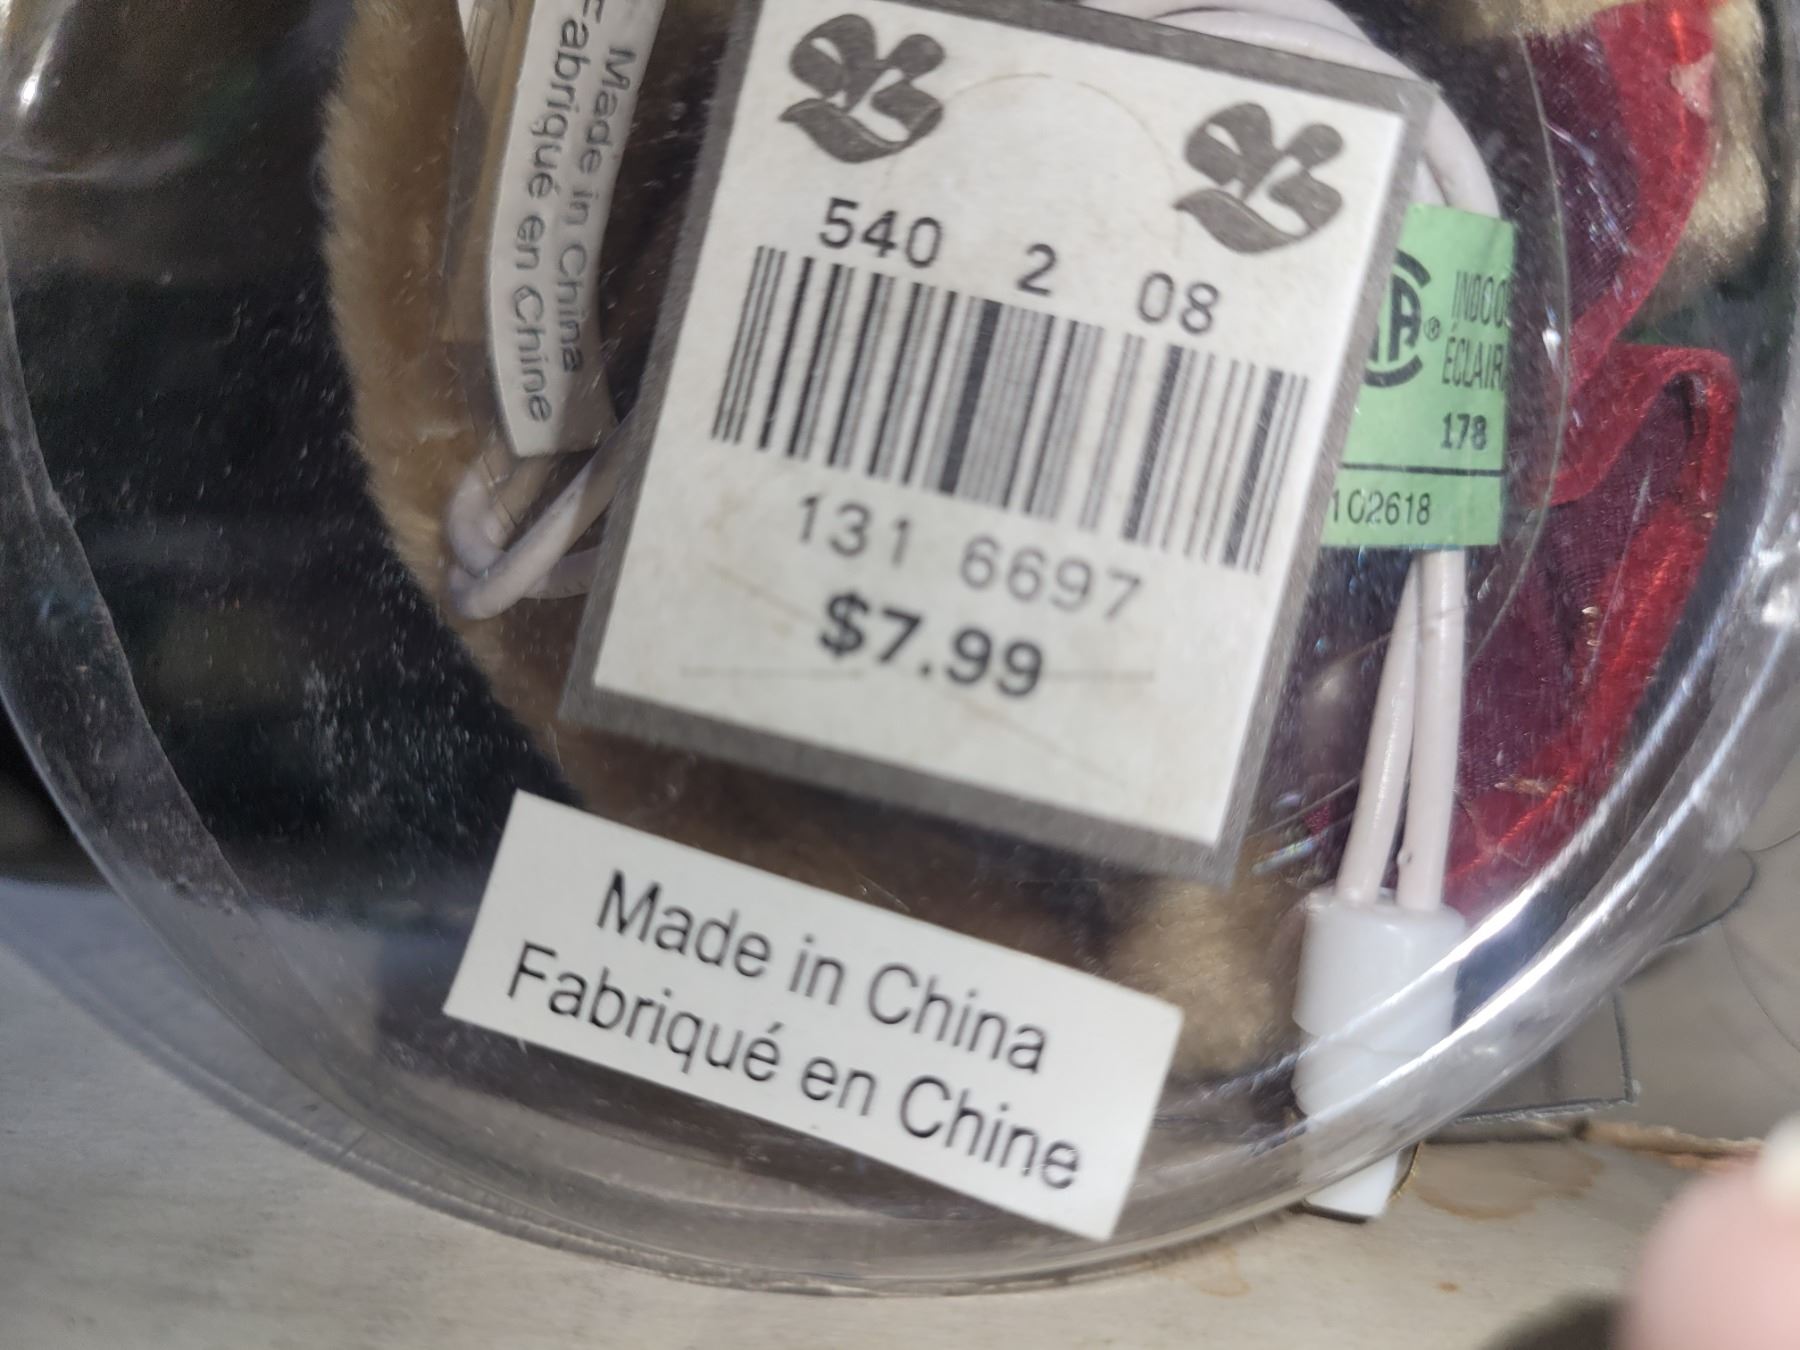 Made in China
Fabriqué en Chine
540 2 08
131 6697
$7.99
178
102618
Made in China
Fabriqué en Chine